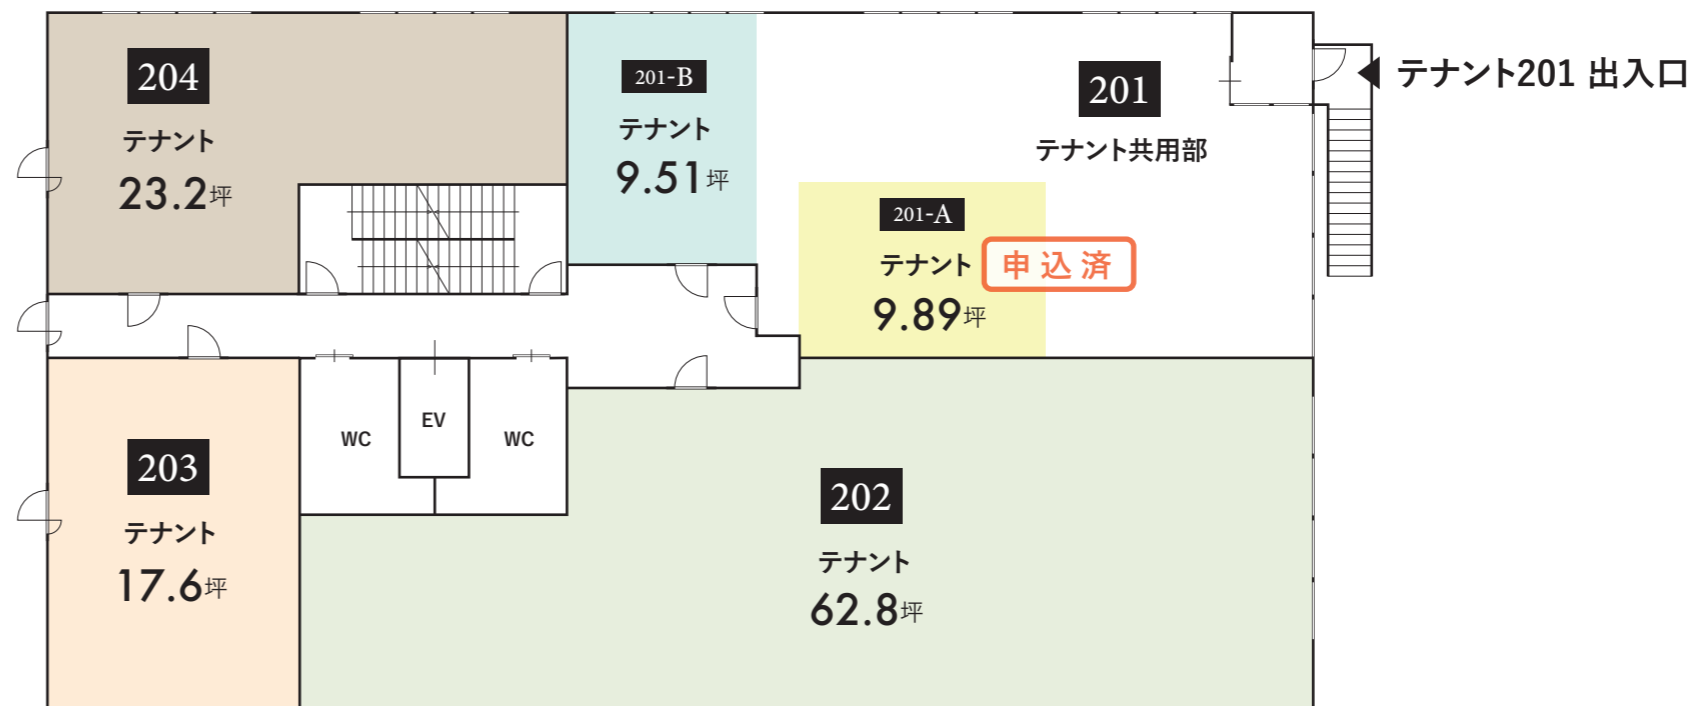 204
テナント
23.2坪
201-B
テナント
9.51坪
201
テナント共用部
テナント201 出入口
201-A
テナント
申込済
9.89坪
203
テナント
17.6坪
WC
EV
WC
202
テナント
62.8坪